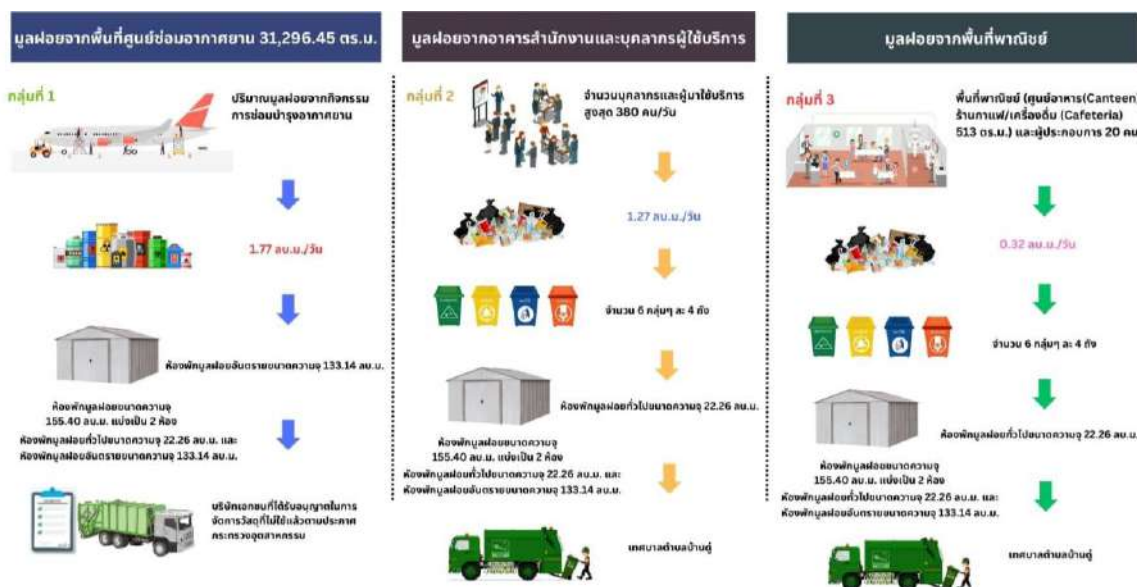 มูลฝอยจากพื้นที่ศูนย์ซ่อมอากาศยาน 31,296.45 ตร.ม.
กลุ่มที่ 1
ปริมาณมูลฝอยจากกิจกรรม
การซ่อมบำรุงอากาศยาน
1.77 ลบ.ม./วัน
ห้องพักมูลฝอยอันตรายขนาดความจุ 133.14 ลบ.ม.
ห้องพักมูลฝอยขนาดความจุ
155.40 ลบ.ม. แบ่งเป็น 2 ห้อง
ห้องพักมูลฝอยทั่วไปขนาดความจุ 22.26 ลบ.ม. และ
ห้องพักมูลฝอยอันตรายขนาดความจุ 133.14 ลบ.ม.
บริษัทเอกชนที่ได้รับอนุญาตในการ
จัดการวัสดุที่ไม่ใช้แล้วตามประกาศ
กระทรวงอุตสาหกรรม
มูลฝอยจากอาคารสำนักงานและบุคลากรผู้ใช้บริการ
กลุ่มที่ 2
จำนวนบุคลากรและผู้มาใช้บริการ
สูงสุด 380 คน/วัน
1.27 ลบ.ม./วัน
จำนวน 6 กลุ่มๆ ละ 4 ถัง
ห้องพักมูลฝอยทั่วไปขนาดความจุ 22.26 ลบ.ม.
ห้องพักมูลฝอยขนาดความจุ
155.40 ลบ.ม. แบ่งเป็น 2 ห้อง
ห้องพักมูลฝอยทั่วไปขนาดความจุ 22.26 ลบ.ม. และ
ห้องพักมูลฝอยอันตรายขนาดความจุ 133.14 ลบ.ม.
เทศบาลตำบลบ้านดู่
มูลฝอยจากพื้นที่พาณิชย์
กลุ่มที่ 3
พื้นที่พาณิชย์ (ศูนย์อาหาร(Canteen)
ร้านกาแฟ/เครื่องดื่ม (Cafeteria)
513 ตร.ม.) และผู้ประกอบการ 20 คน
0.32 ลบ.ม./วัน
จำนวน 6 กลุ่มๆ ละ 4 ถัง
ห้องพักมูลฝอยทั่วไปขนาดความจุ 22.26 ลบ.ม.
ห้องพักมูลฝอยขนาดความจุ
155.40 ลบ.ม. แบ่งเป็น 2 ห้อง
ห้องพักมูลฝอยทั่วไปขนาดความจุ 22.26 ลบ.ม. และ
ห้องพักมูลฝอยอันตรายขนาดความจุ 133.14 ลบ.ม.
เทศบาลตำบลบ้านดู่